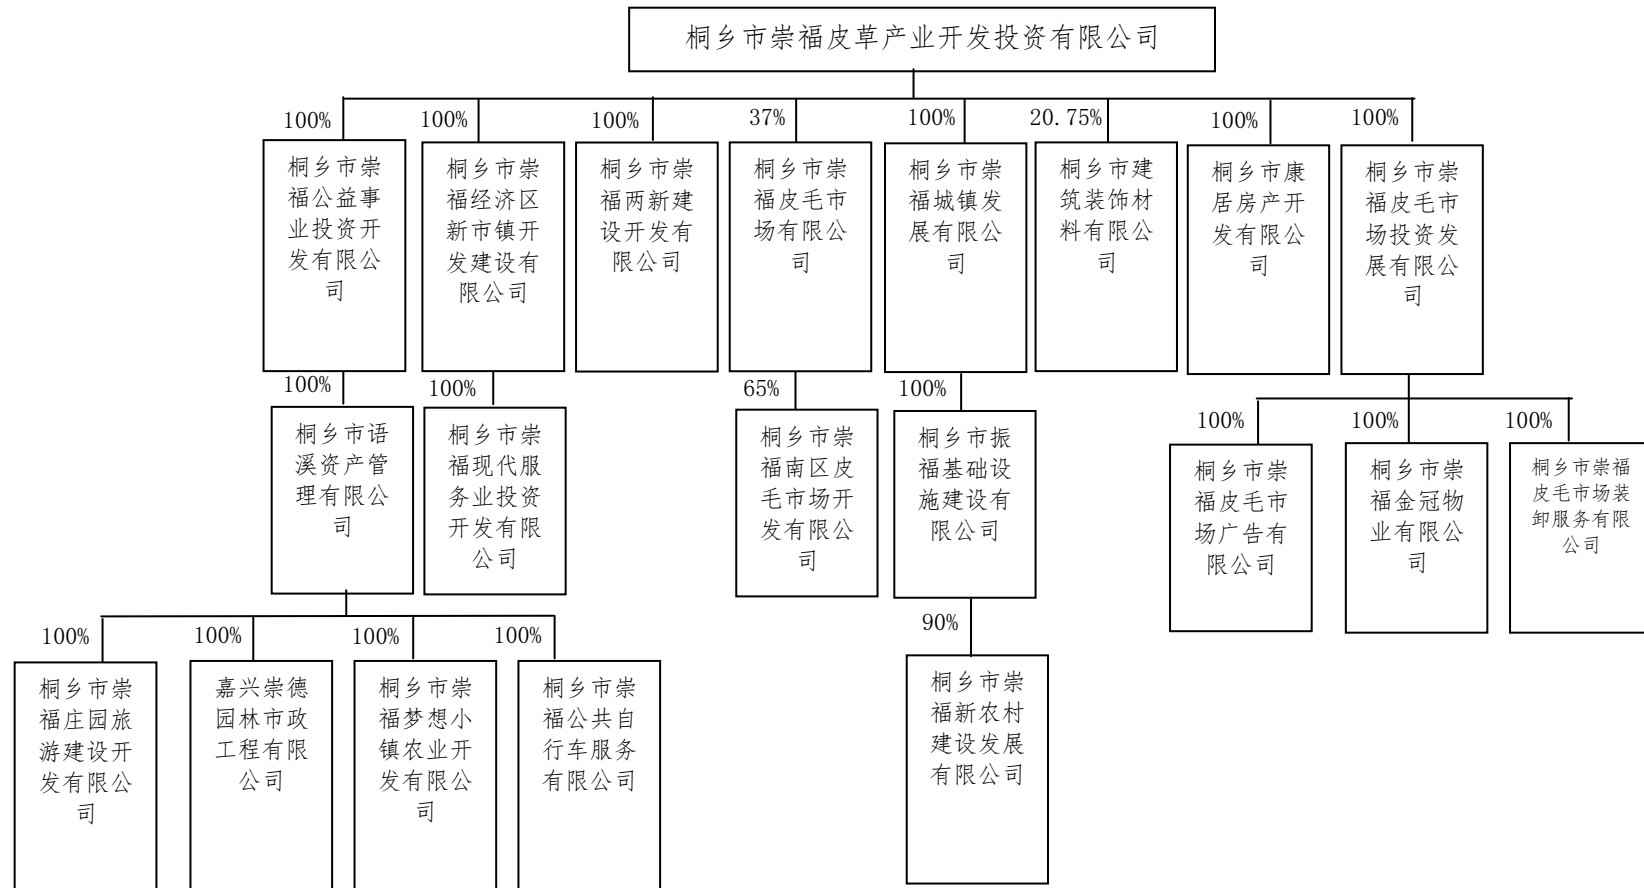 桐乡市崇福皮草产业开发投资有限公司
100%
100%
100%
37%
100%
20.75%
100%
100%
桐乡市崇
福公益事
业投资开
发有限公
司
桐乡市崇
福经济区
新市镇开
发建设有
限公司
桐乡市崇
福两新建
设开发有
限公司
桐乡市崇
福皮毛市
场有限公
司
桐乡市崇
福城镇发
展有限公
司
桐乡市建
筑装饰材
料有限公
司
桐乡市康
居房产开
发有限公
司
桐乡市崇
福皮毛市
场投资发
展有限公
司
100%
100%
65%
100%
100%
100%
100%
桐乡市语
溪资产管
理有限公
司
桐乡市崇
福现代服
务业投资
开发有限
公司
桐乡市崇
福南区皮
毛市场开
发有限公
司
桐乡市振
福基础设
施建设有
限公司
桐乡市崇
福皮毛市
场广告有
限公司
桐乡市崇
福金冠物
业有限公
司
桐乡市崇福
皮毛市场装
卸服务有限
公司
100%
100%
100%
100%
90%
桐乡市崇
福庄园旅
游建设开
发有限公
司
嘉兴崇德
园林市政
工程有限
公司
桐乡市崇
福梦想小
镇农业开
发有限公
司
桐乡市崇
福公共自
行车服务
有限公司
桐乡市崇
福新农村
建设发展
有限公司